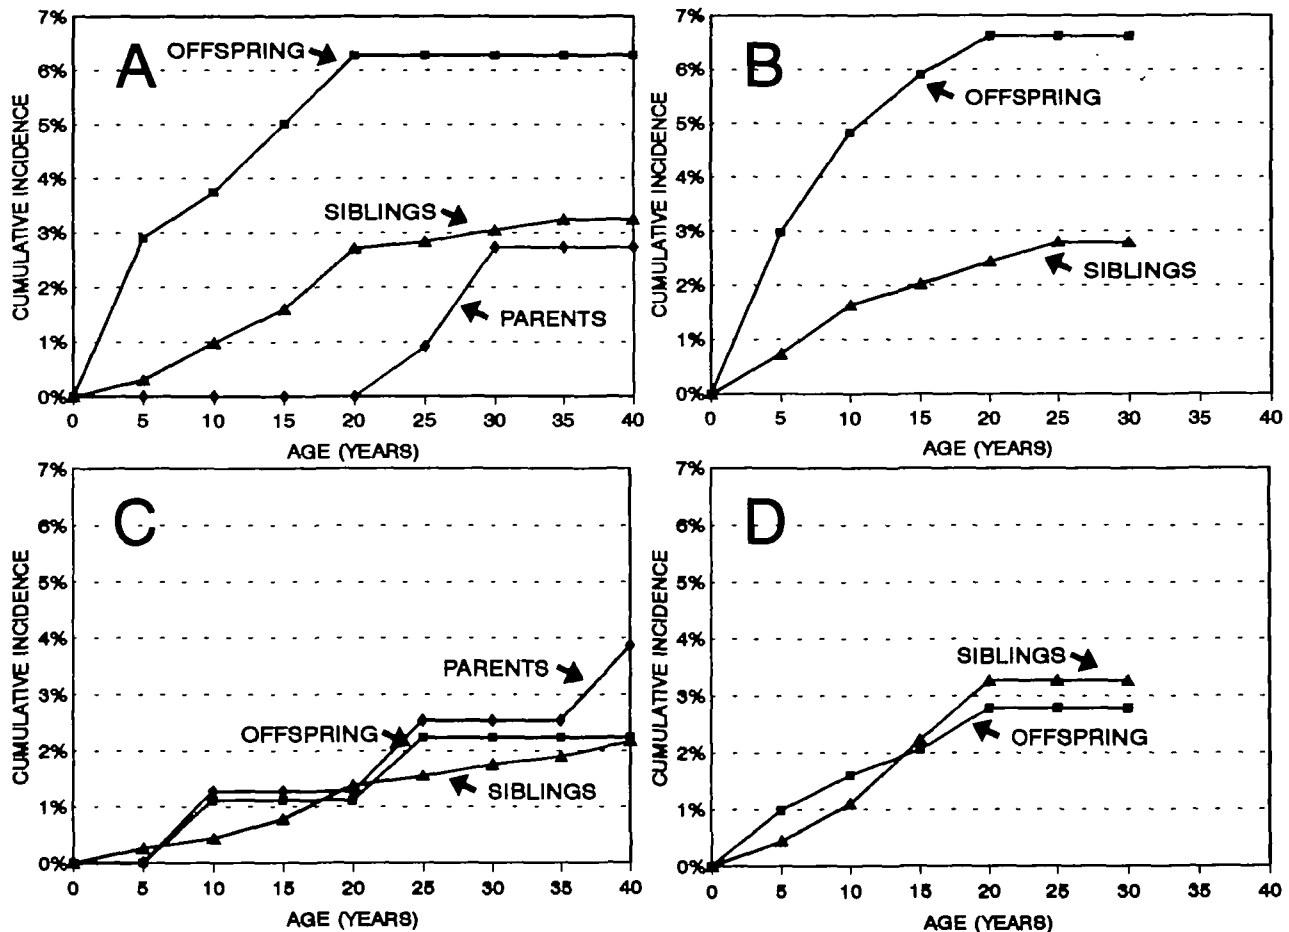 A
7%
6%
5%
4%
3%
2%
1%
0%
CUMULATIVE INCIDENCE
OFFSPRING
SIBLINGS
PARENTS
0 5 10 15 20 25 30 35 40
AGE (YEARS)
B
7%
6%
5%
4%
3%
2%
1%
0%
CUMULATIVE INCIDENCE
OFFSPRING
SIBLINGS
0 5 10 15 20 25 30 35 40
AGE (YEARS)
C
7%
6%
5%
4%
3%
2%
1%
0%
CUMULATIVE INCIDENCE
PARENTS
OFFSPRING
SIBLINGS
0 5 10 15 20 25 30 35 40
AGE (YEARS)
D
7%
6%
5%
4%
3%
2%
1%
0%
CUMULATIVE INCIDENCE
SIBLINGS
OFFSPRING
0 5 10 15 20 25 30 35 40
AGE (YEARS)